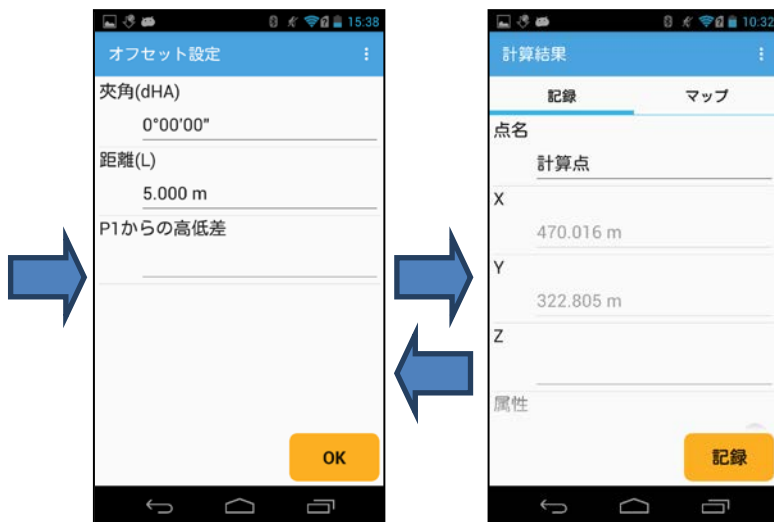 15:38
オフセット設定
夾角(dHA)
0°00'00"
距離(L)
5.000 m
P1からの高低差
OK
10:32
計算結果
記録 マップ
点名
計算点
X
470.016 m
Y
322.805 m
Z
属性
記録